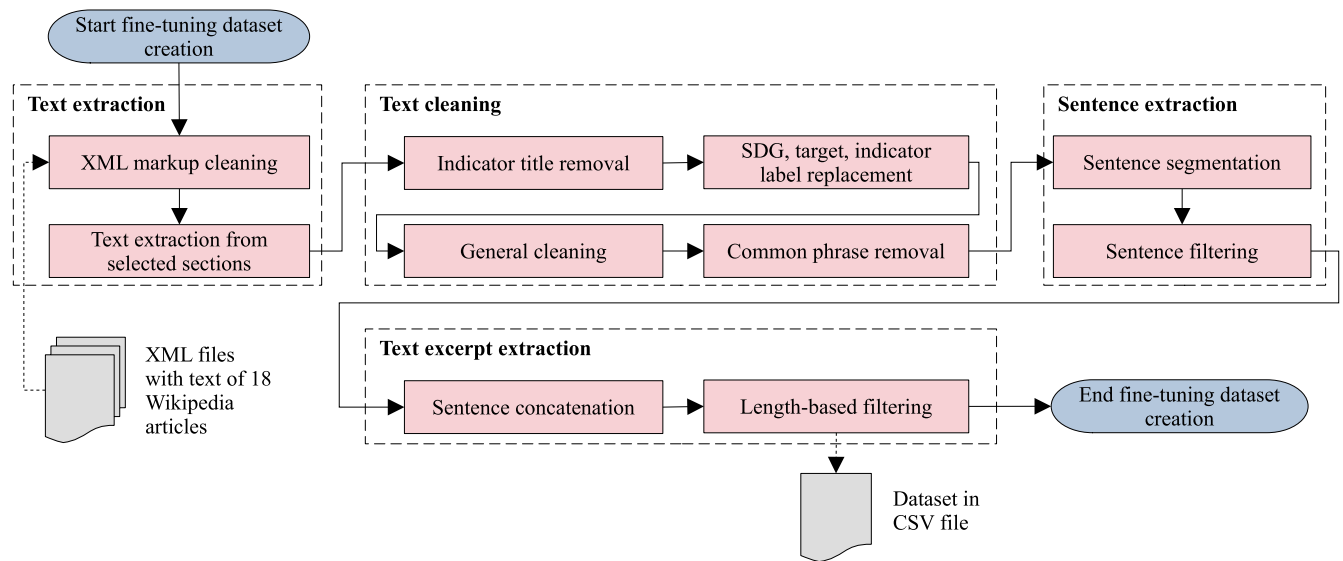 Start fine-tuning dataset
creation
Text extraction
XML markup cleaning
Text extraction from
selected sections
XML files
with text of 18
Wikipedia
articles
Text cleaning
Indicator title removal
SDG, target, indicator
label replacement
General cleaning
Common phrase removal
Sentence extraction
Sentence segmentation
Sentence filtering
Text excerpt extraction
Sentence concatenation
Length-based filtering
Dataset in
CSV file
End fine-tuning dataset
creation